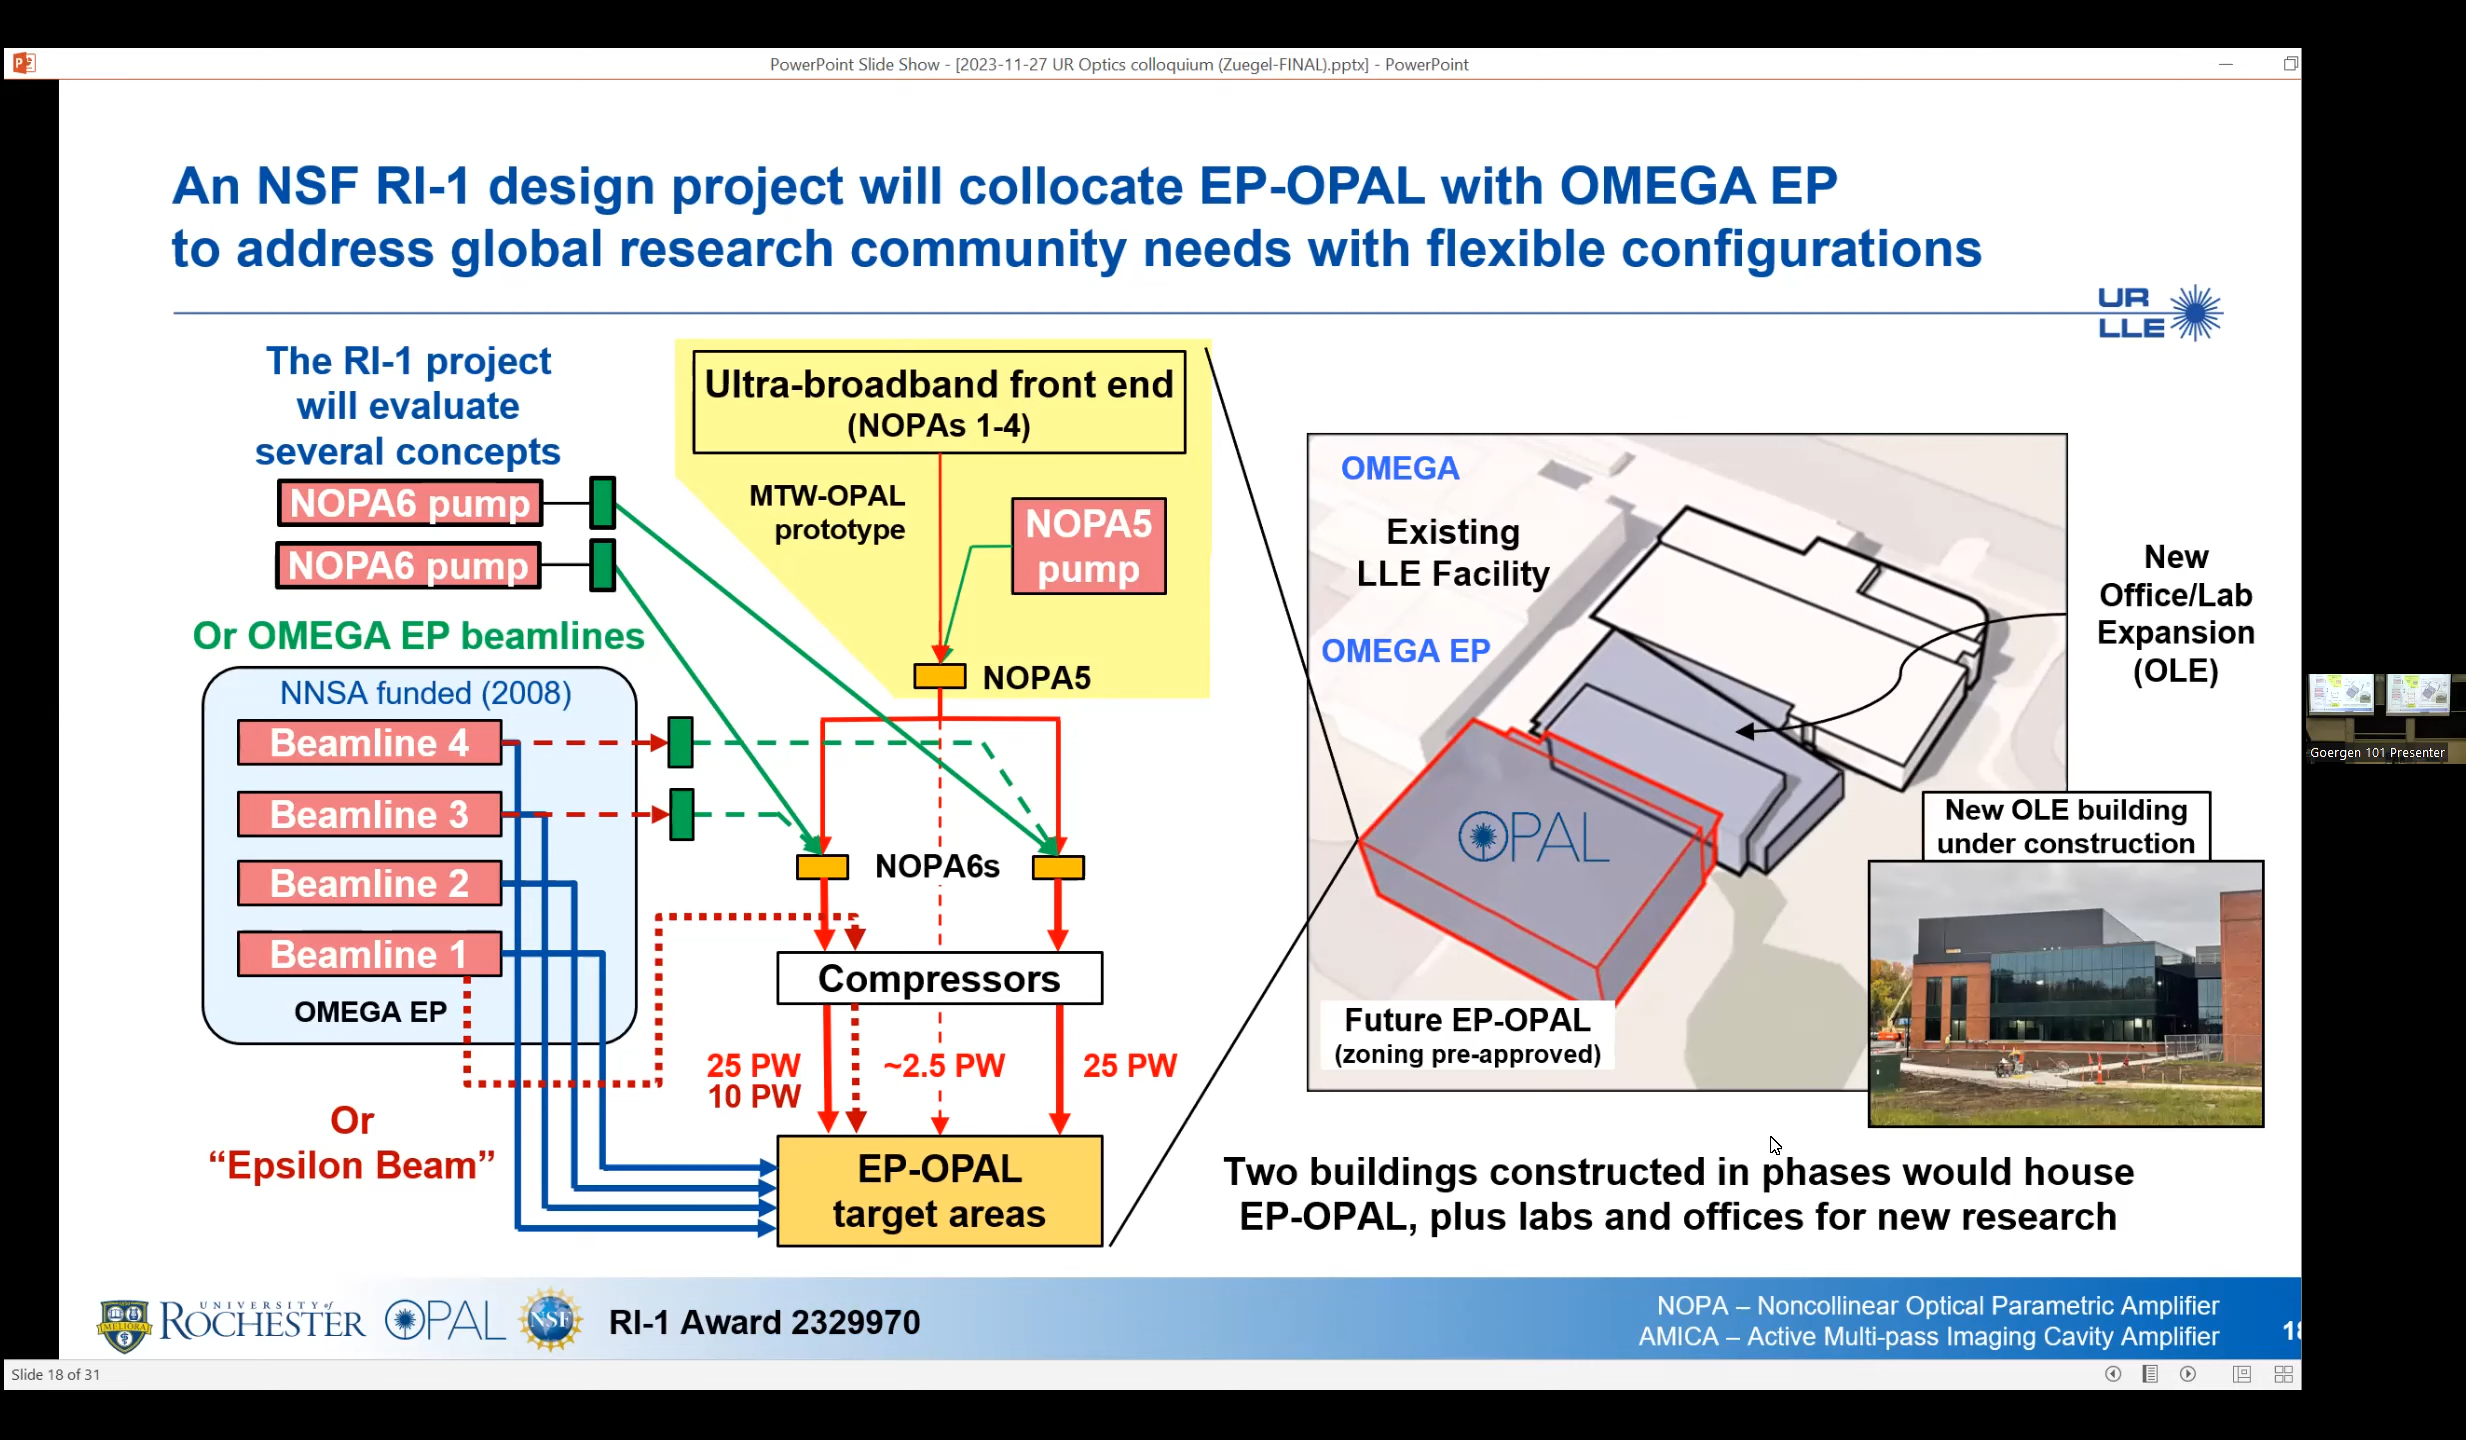 PowerPoint Slide Show - [2023-11-27 UR Optics colloquium (Zuegel-FINAL).pptx] - PowerPoint
An NSF RI-1 design project will collocate EP-OPAL with OMEGA EP
to address global research community needs with flexible configurations
UR
LLE
The RI-1 project
will evaluate
several concepts
NOPA6 pump
NOPA6 pump
Or OMEGA EP beamlines
NNSA funded (2008)
Beamline 4
Beamline 3
Beamline 2
Beamline 1
OMEGA EP
Or
“Epsilon Beam”
Ultra-broadband front end
(NOPAs 1-4)
MTW-OPAL
prototype
NOPA5
pump
NOPA5
NOPA6s
Compressors
25 PW
10 PW
~2.5 PW
25 PW
EP-OPAL
target areas
OMEGA
Existing
LLE Facility
OMEGA EP
OPAL
Future EP-OPAL
(zoning pre-approved)
New
Office/Lab
Expansion
(OLE)
New OLE building
under construction
Two buildings constructed in phases would house
EP-OPAL, plus labs and offices for new research
Goergen 101 Presenter
MELIORA
UNIVERSITY of
ROCHESTER
OPAL
NSF
RI-1 Award 2329970
NOPA – Noncollinear Optical Parametric Amplifier
AMICA – Active Multi-pass Imaging Cavity Amplifier
Slide 18 of 31